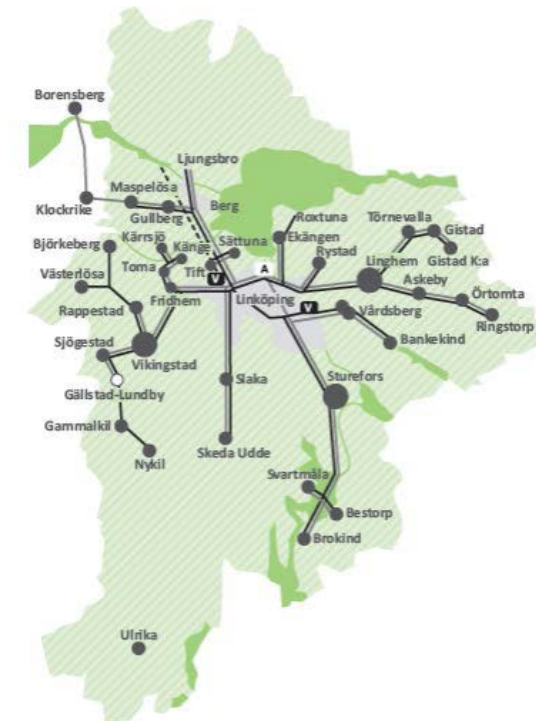 Borensberg
Ljungsbro
Maspelösa
Klockrike
Gullberg
Berg
Roxtuna
Törnevalla
Gistad
Björkeberg
Kärrsjö
Känge
Sättuna
Ekängen
Rystad
Linghem
Gistad K:a
Västerlösa
Torna
Tift
A
Askeby
Örtomta
V
Rappestad
Fridhem
Linköping
V
Vårdsberg
Ringstorp
Sjögestad
Vikingstad
Bankekind
Gällstad-Lundby
Slaka
Sturefors
Gammalkil
Nykil
Skeda Udde
Svartmåla
Bestorp
Brokind
Ulrika